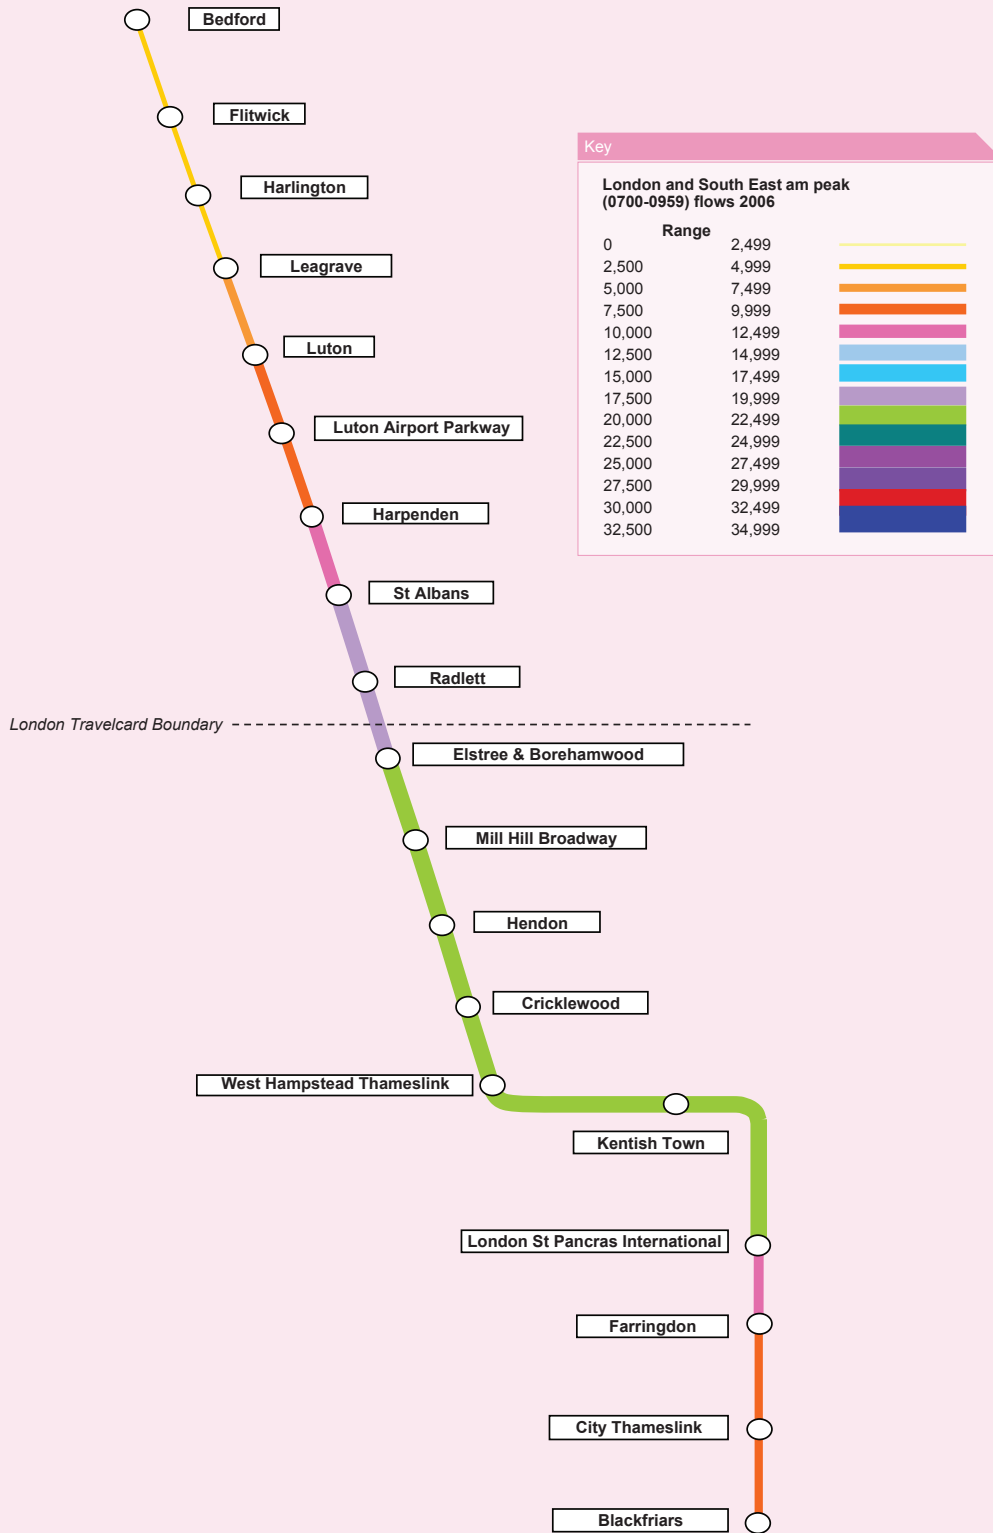 Bedford
Flitwick
Key
Harlington
London and South East am peak
(0700-0959) flows 2006
Range
0 2,499
2,500 4,999
5,000 7,499
7,500 9,999
10,000 12,499
12,500 14,999
15,000 17,499
17,500 19,999
20,000 22,499
22,500 24,999
25,000 27,499
27,500 29,999
30,000 32,499
32,500 34,999
Leagrave
Luton
Luton Airport Parkway
Harpenden
St Albans
Radlett
London Travelcard Boundary
Elstree & Borehamwood
Mill Hill Broadway
Hendon
Cricklewood
West Hampstead Thameslink
Kentish Town
London St Pancras International
Farringdon
City Thameslink
Blackfriars